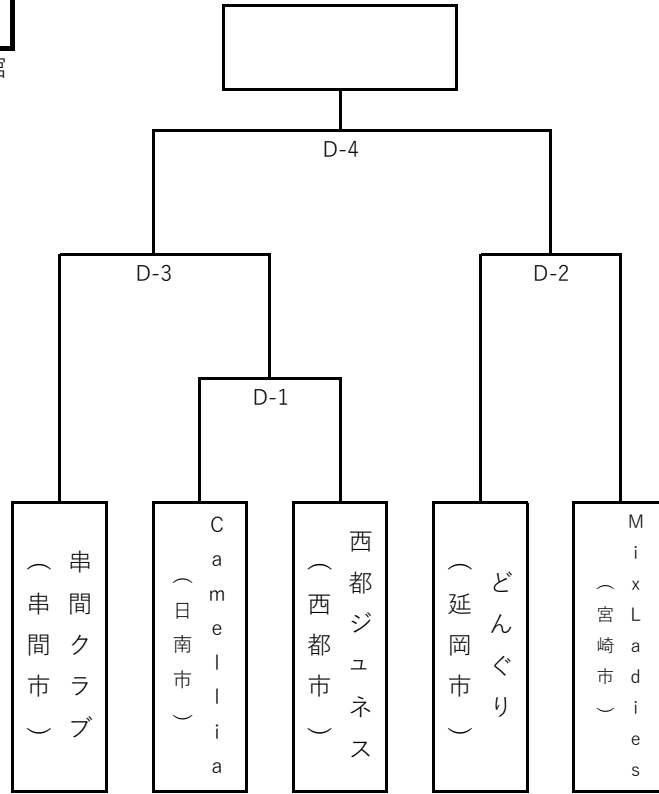 D-4
D-3
D-2
D-1
串間クラブ
（串間市）
Camellia
（日南市）
西都ジュネス
（西都市）
どんぐり
（延岡市）
MixLadies
（宮崎市）